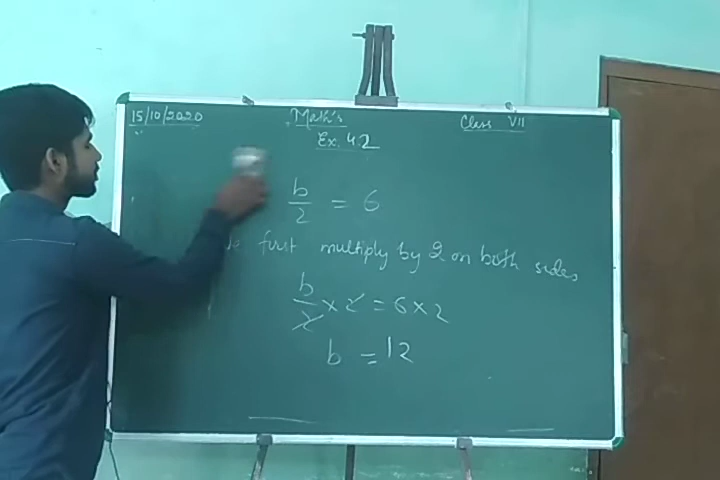 15/10/2020 Math's Class VII
Ex. 4.2
b/2 = 6
first multiply by 2 on both sides
b/2 × 2 = 6 × 2
b = 12